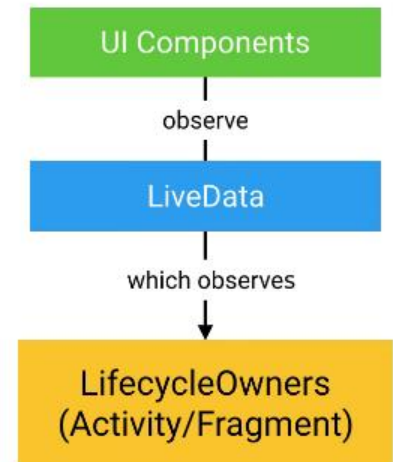 UI Components
observe
LiveData
which observes
LifecycleOwners
(Activity/Fragment)